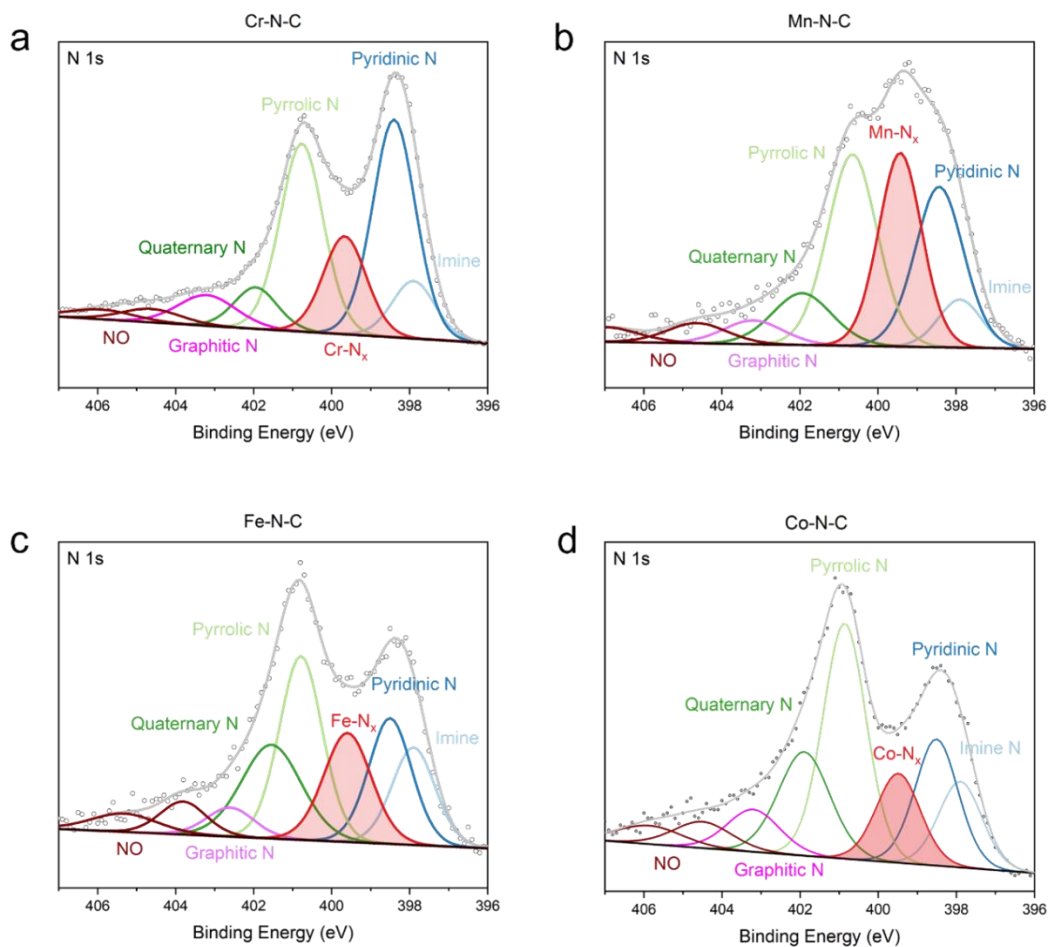 a
Cr-N-C
N 1s
Pyridinic N
Pyrrolic N
Quaternary N
Imine
NO
Graphitic N
Cr-Nx
406 404 402 400 398 396
Binding Energy (eV)
b
Mn-N-C
N 1s
Mn-Nx
Pyrrolic N
Pyridinic N
Quaternary N
Imine
NO
Graphitic N
406 404 402 400 398 396
Binding Energy (eV)
c
Fe-N-C
N 1s
Pyrrolic N
Pyridinic N
Quaternary N
Fe-Nx
Imine
NO
Graphitic N
406 404 402 400 398 396
Binding Energy (eV)
d
Co-N-C
N 1s
Pyrrolic N
Pyridinic N
Quaternary N
Co-Nx
Imine N
NO
Graphitic N
406 404 402 400 398 396
Binding Energy (eV)